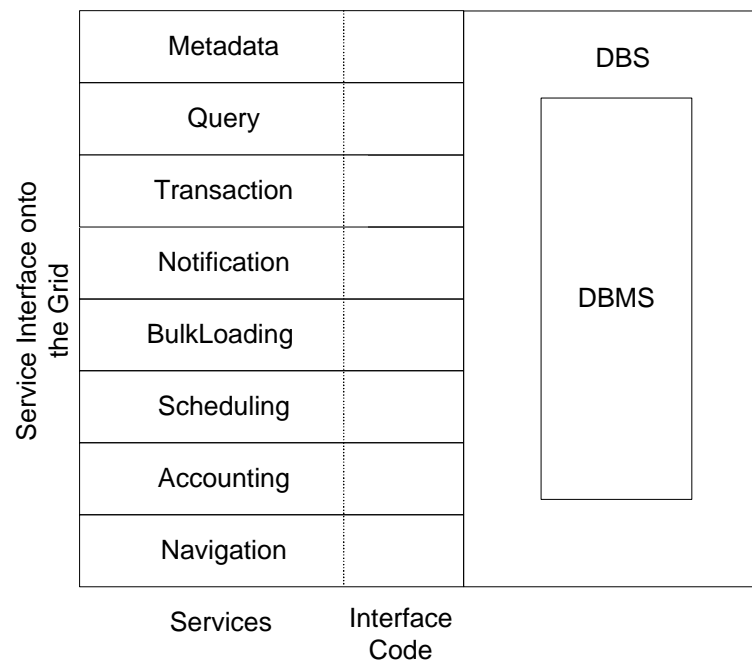 Service Interface onto
the Grid
Metadata
Query
Transaction
Notification
BulkLoading
Scheduling
Accounting
Navigation
DBS
DBMS
Services
Interface
Code